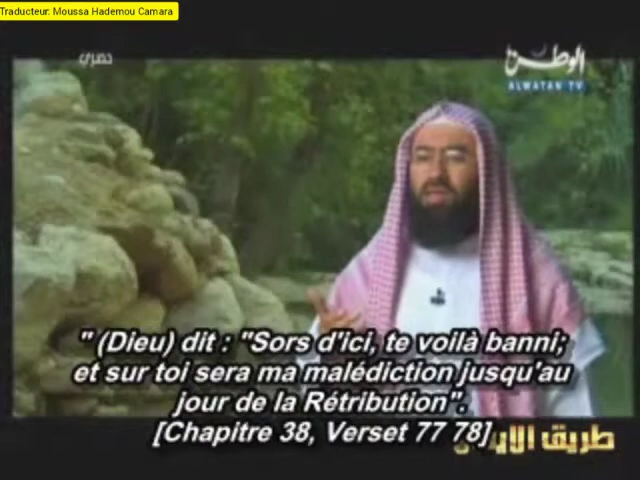 Traducteur: Moussa Hademou Camara
حصري
الوطن
ALWATAN TV
" (Dieu) dit : "Sors d'ici, te voilà banni;
et sur toi sera ma malédiction jusqu'au
jour de la Rétribution".
[Chapitre 38, Verset 77 78]
طريق